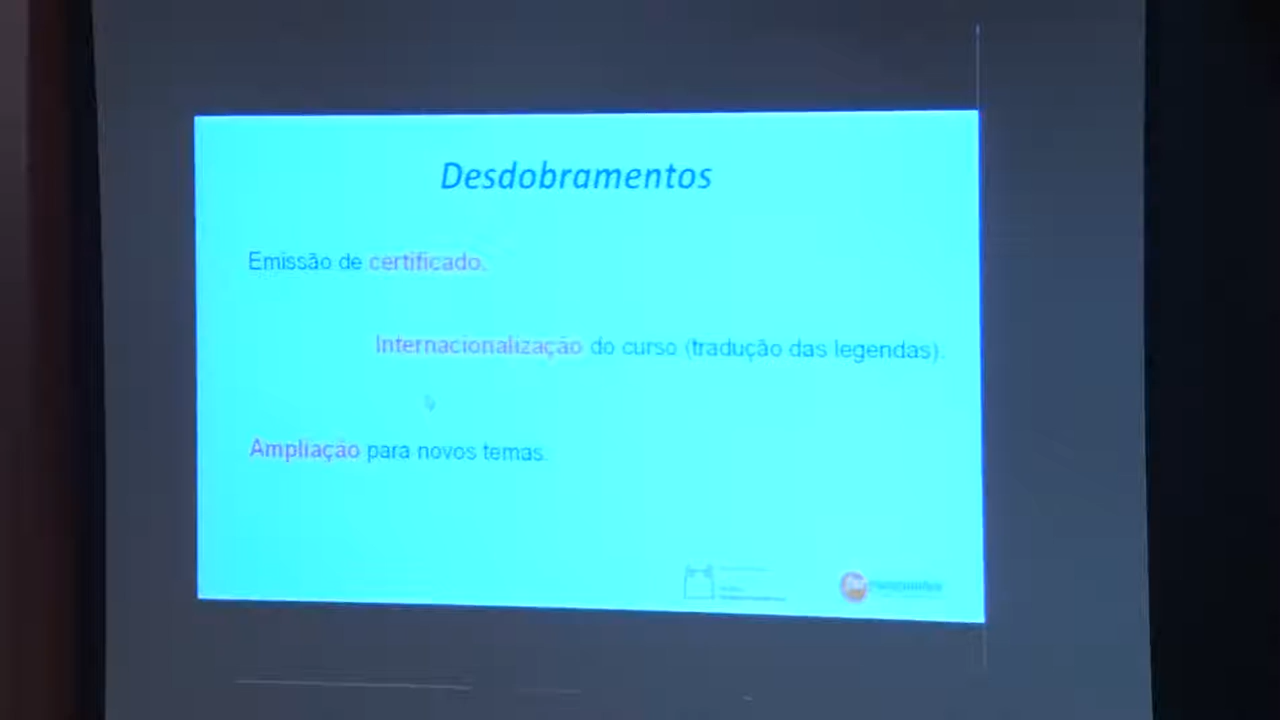 Desdobramentos
Emissão de certificado.
Internacionalização do curso (tradução das legendas).
Ampliação para novos temas.